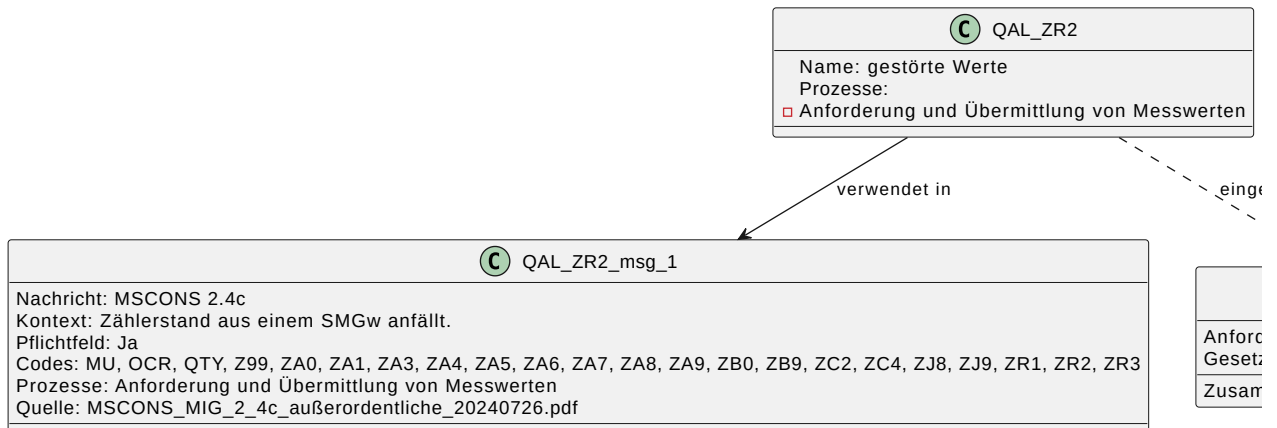 C QAL_ZR2
Name: gestörte Werte
Prozesse:
Anforderung und Übermittlung von Messwerten
verwendet in
C QAL_ZR2_msg_1
Nachricht: MSCONS 2.4c
Kontext: Zählerstand aus einem SMGw anfällt.
Pflichtfeld: Ja
Codes: MU, OCR, QTY, Z99, ZA0, ZA1, ZA3, ZA4, ZA5, ZA6, ZA7, ZA8, ZA9, ZB0, ZB9, ZC2, ZC4, ZJ8, ZJ9, ZR1, ZR2, ZR3
Prozesse: Anforderung und Übermittlung von Messwerten
Quelle: MSCONS_MIG_2_4c_außerordentliche_20240726.pdf